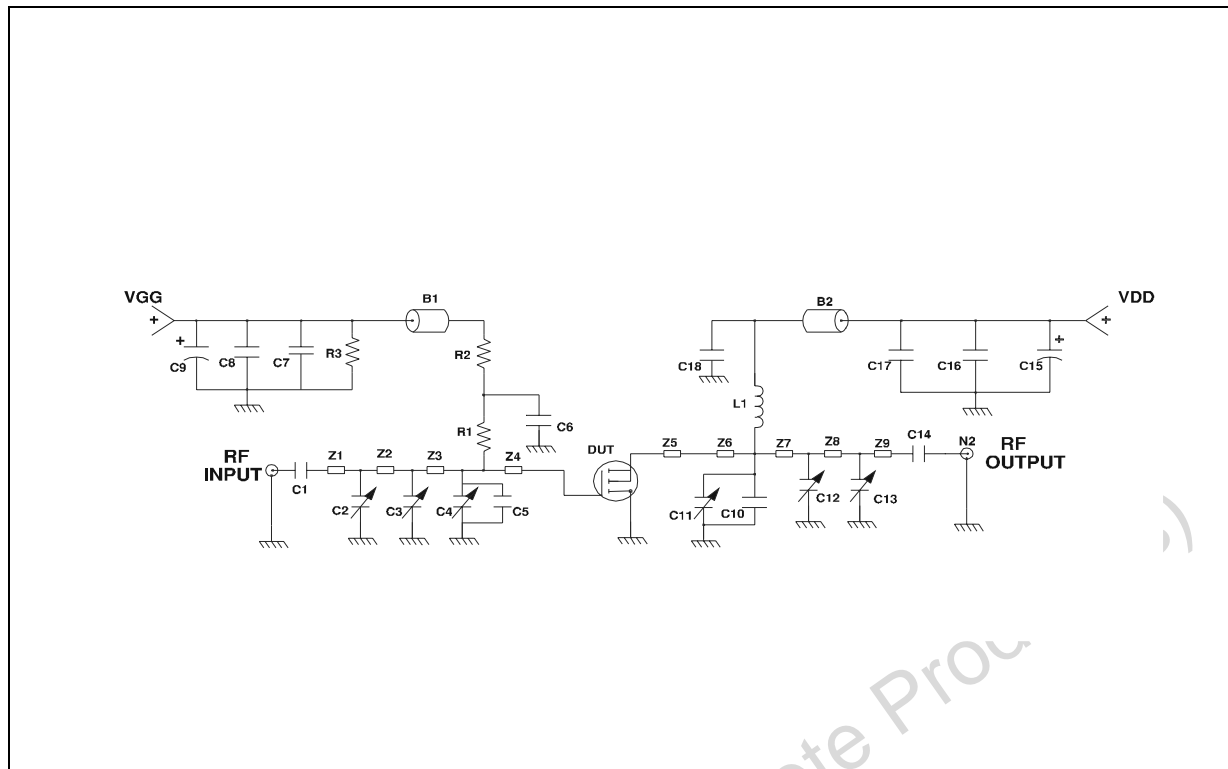 VGG
+
B1
B2
VDD
+
+
C9
C8
C7
R3
R2
C18
C17
C16
C15
+
L1
R1
C6
RF
INPUT
C1
Z1
Z2
Z3
Z4
DUT
Z5
Z6
Z7
Z8
Z9
C14
N2
RF
OUTPUT
C2
C3
C4
C5
C11
C10
C12
C13